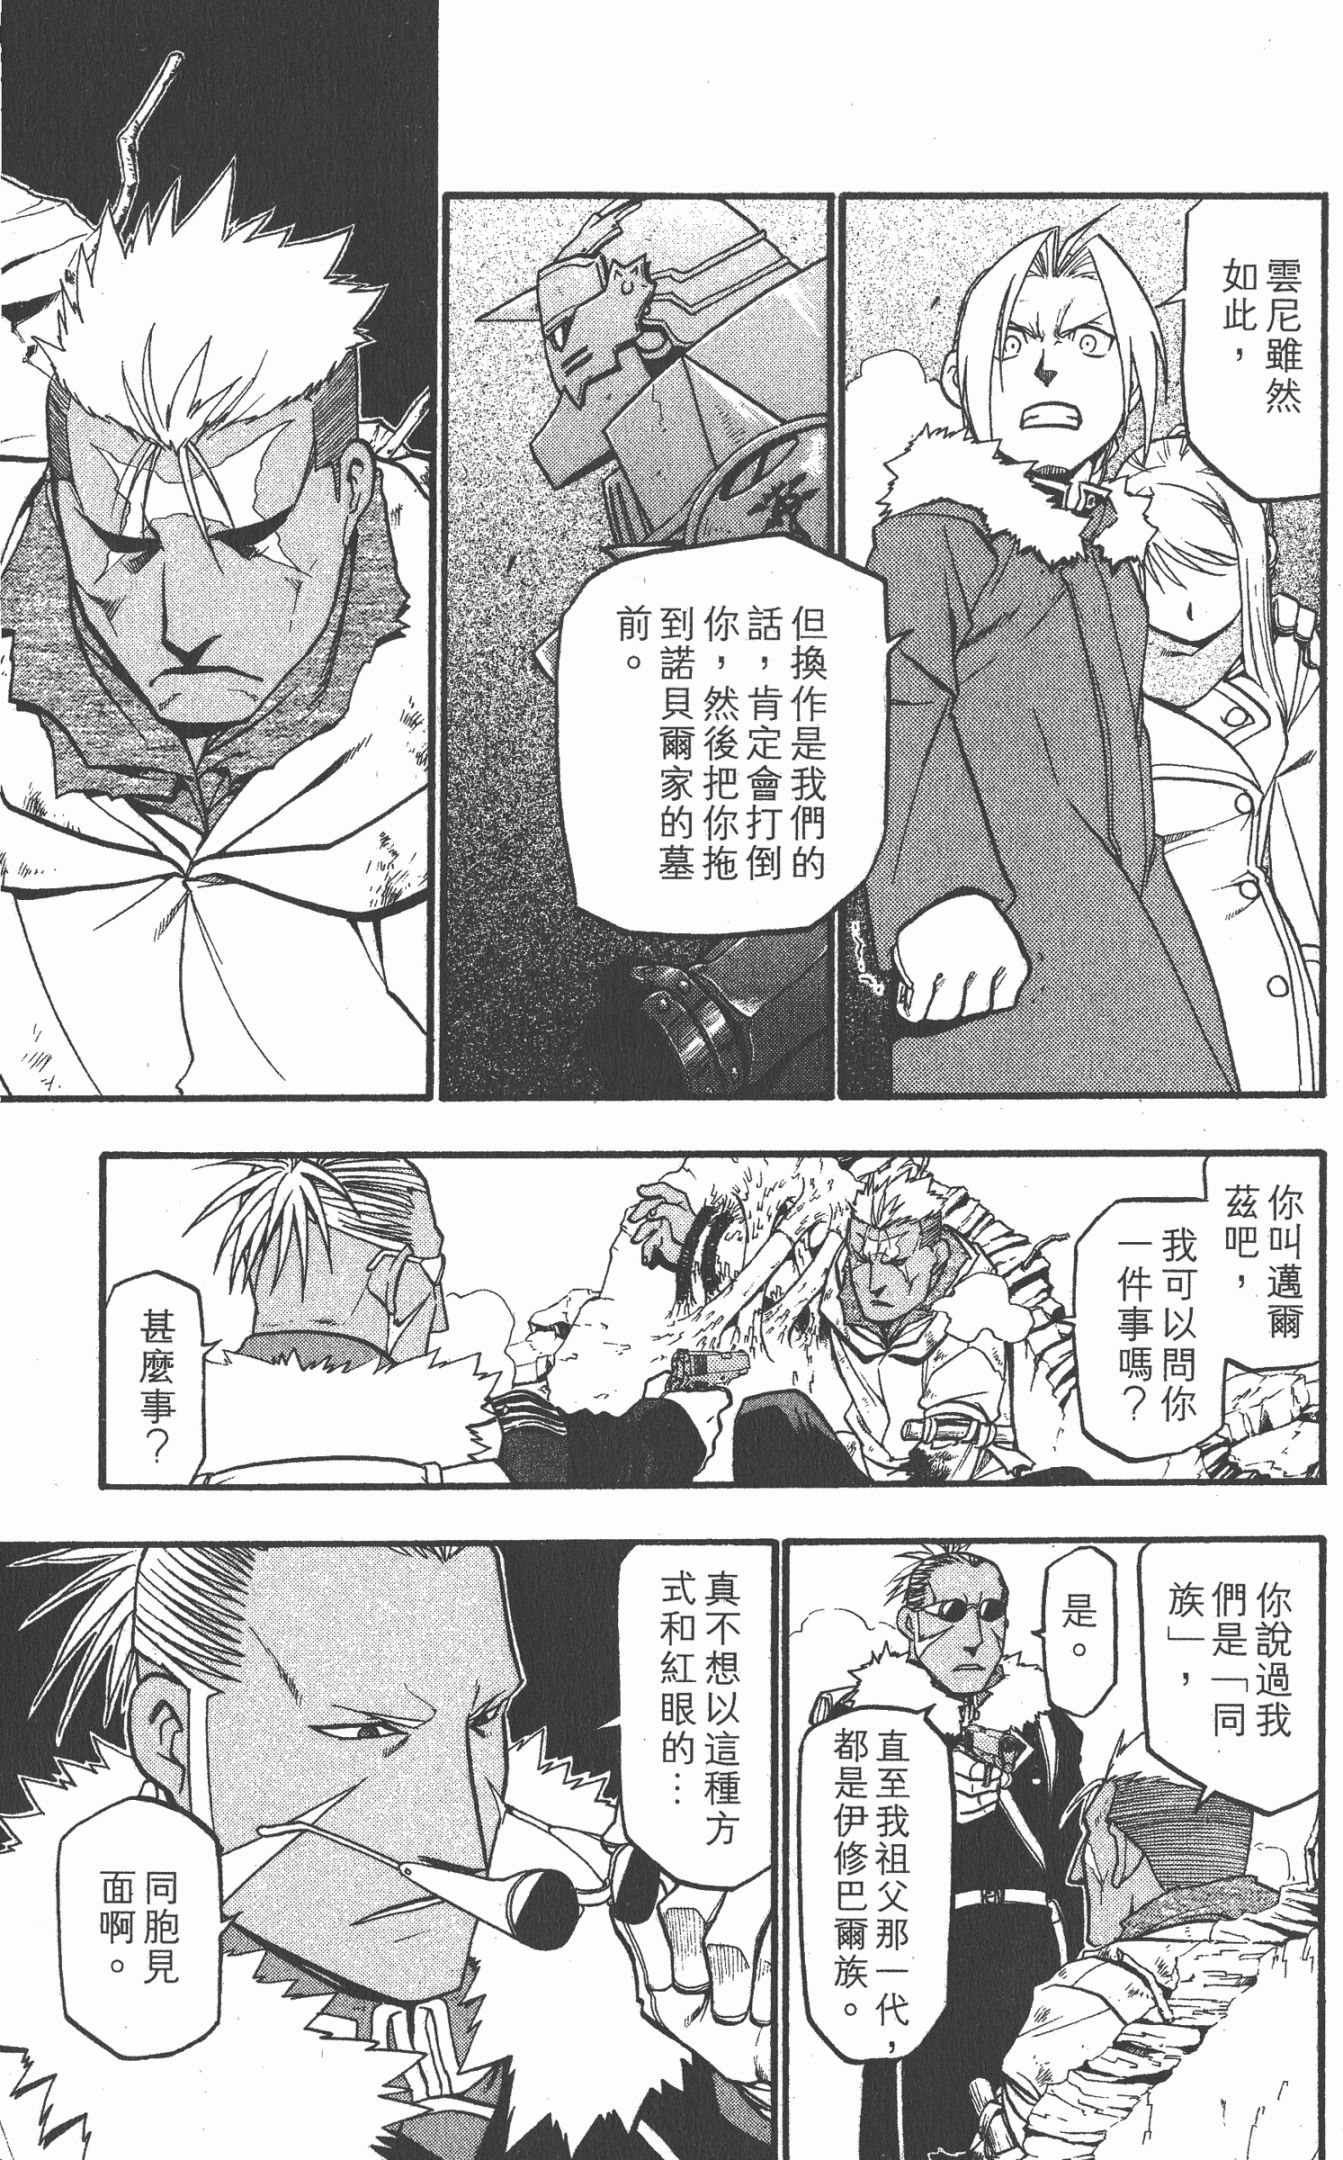 雲尼雖然
如此，
但換作是我們的
話，肯定會打倒
你，然後把你拖
到諾貝爾家的墓
前。
你叫邁爾
茲吧，
我可以問你
一件事嗎？
甚麼事？
你說過我
們是「同
族」，
是。
直至我祖父那一代，
都是伊修巴爾族。
真不想以這種方
式和紅眼的…
同胞見
面啊。